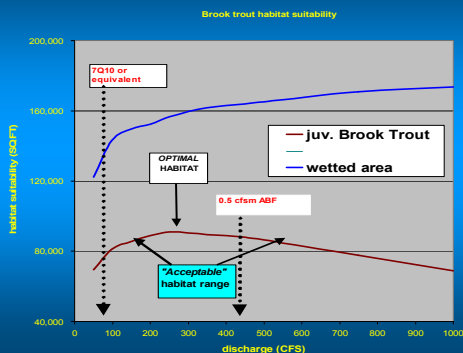 Brook trout habitat suitability
200,000
160,000
120,000
80,000
40,000
habitat suitability (SQFT)
7Q10 or
equivalent
OPTIMAL
HABITAT
juv. Brook Trout
wetted area
0.5 cfsm ABF
"Acceptable"
habitat range
0
100
200
300
400
500
600
700
800
900
1000
discharge (CFS)